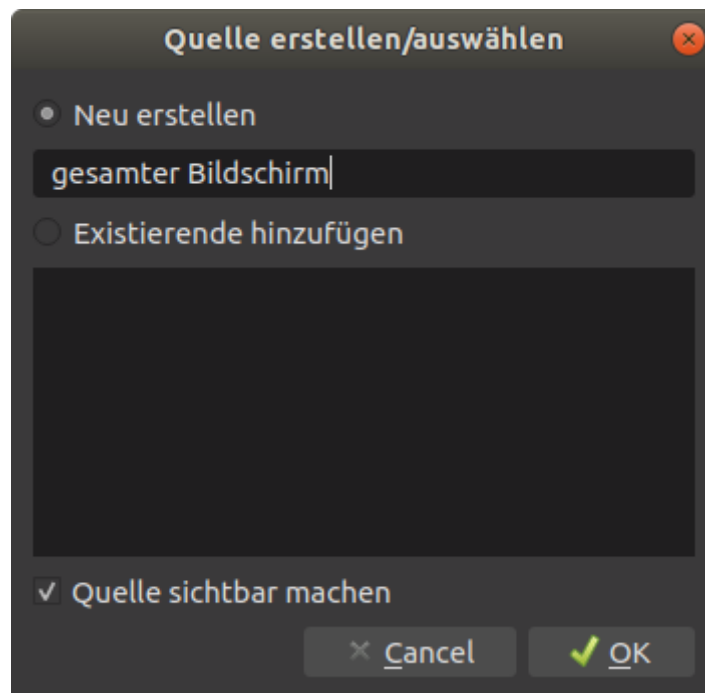 Quelle erstellen/auswählen
Neu erstellen
gesamter Bildschirm
Existierende hinzufügen
Quelle sichtbar machen
Cancel OK